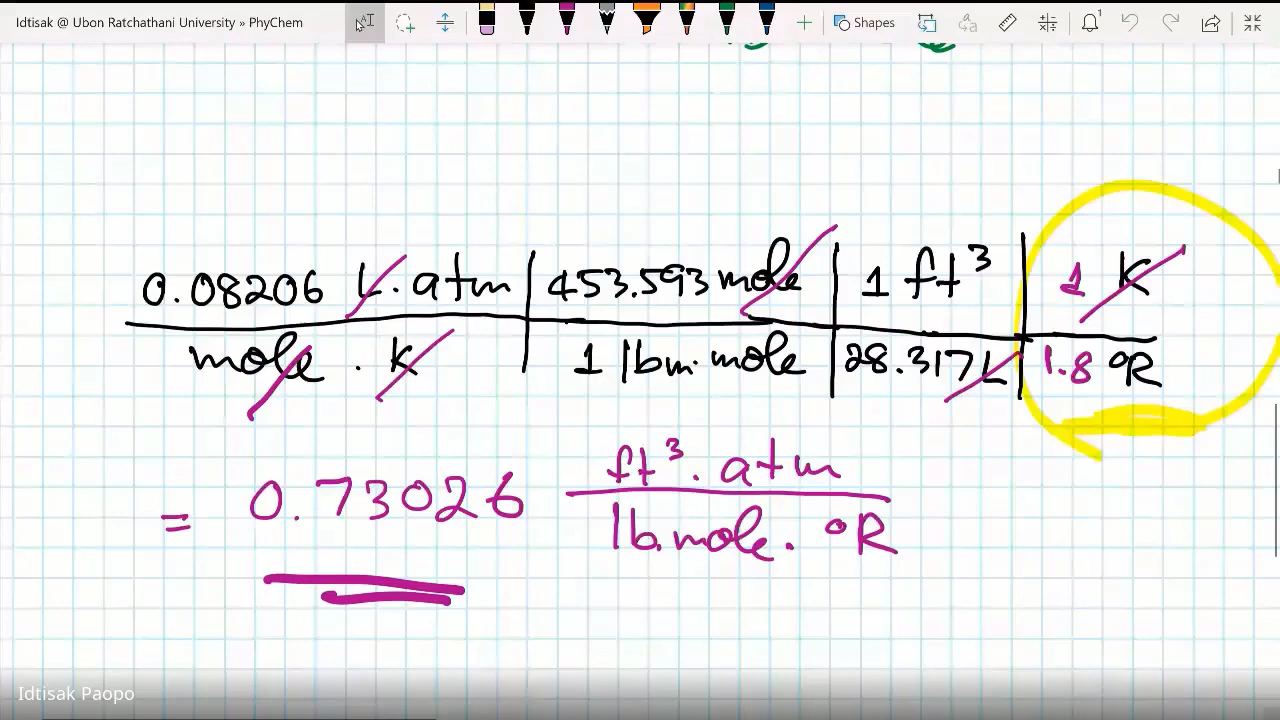 Idtisak @ Ubon Ratchathani University » PhyChem
Shapes
1
0.08206 L. atm | 453.593 mole | 1 ft³ | 1 K
mole . K | 1 lbm. mole | 28.317 L | 1.8 °R
= 0.73026 ft³. atm
lb.mole. °R
Idtisak Paopo